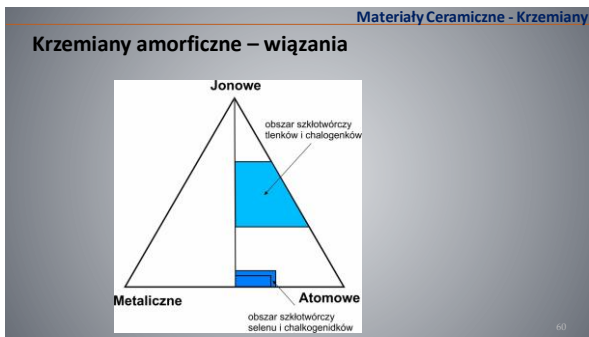 Materiały Ceramiczne - Krzemiany
Krzemiany amorficzne – wiązania
Jonowe
obszar szkłotwórczy
tlenków i chalogenków
Metaliczne
Atomowe
obszar szkłotwórczy
selenu i chalkogenidków
60